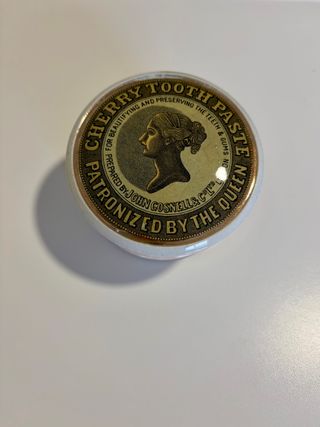 CHERRY TOOTH PASTE
PATRONIZED BY THE QUEEN
FOR BEAUTIFYING AND PRESERVING THE TEETH & GUMS
PREPARED BY JOHN GOSNELL & Co